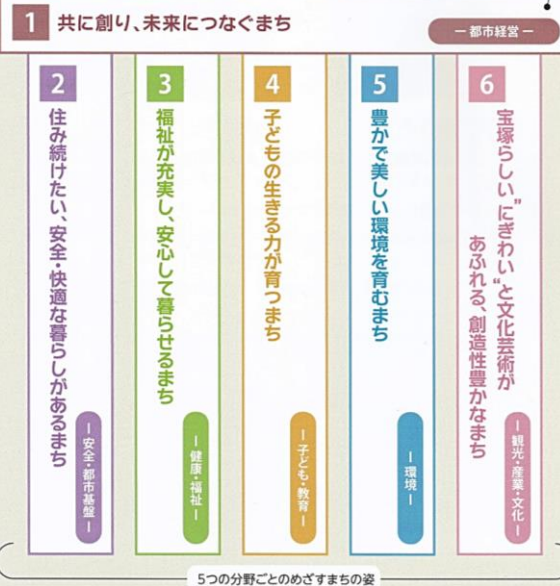 1
共に創り、未来につなぐまち
ー都市経営ー
2
住み続けたい、安全・快適な暮らしがあるまち
ー安全・都市基盤ー
3
福祉が充実し、安心して暮らせるまち
ー健康・福祉ー
4
子どもの生きる力が育つまち
ー子ども・教育ー
5
豊かで美しい環境を育むまち
ー環境ー
6
宝塚らしい"にぎわい"と文化芸術が
あふれる、創造性豊かなまち
ー観光・産業・文化ー
5つの分野ごとのめざすまちの姿